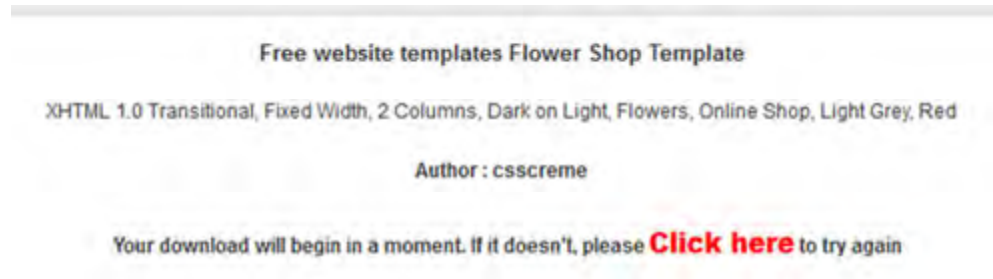 Free website templates Flower Shop Template
XHTML 1.0 Transitional, Fixed Width, 2 Columns, Dark on Light, Flowers, Online Shop, Light Grey, Red
Author : csscreme
Your download will begin in a moment. If it doesn't, please Click here to try again